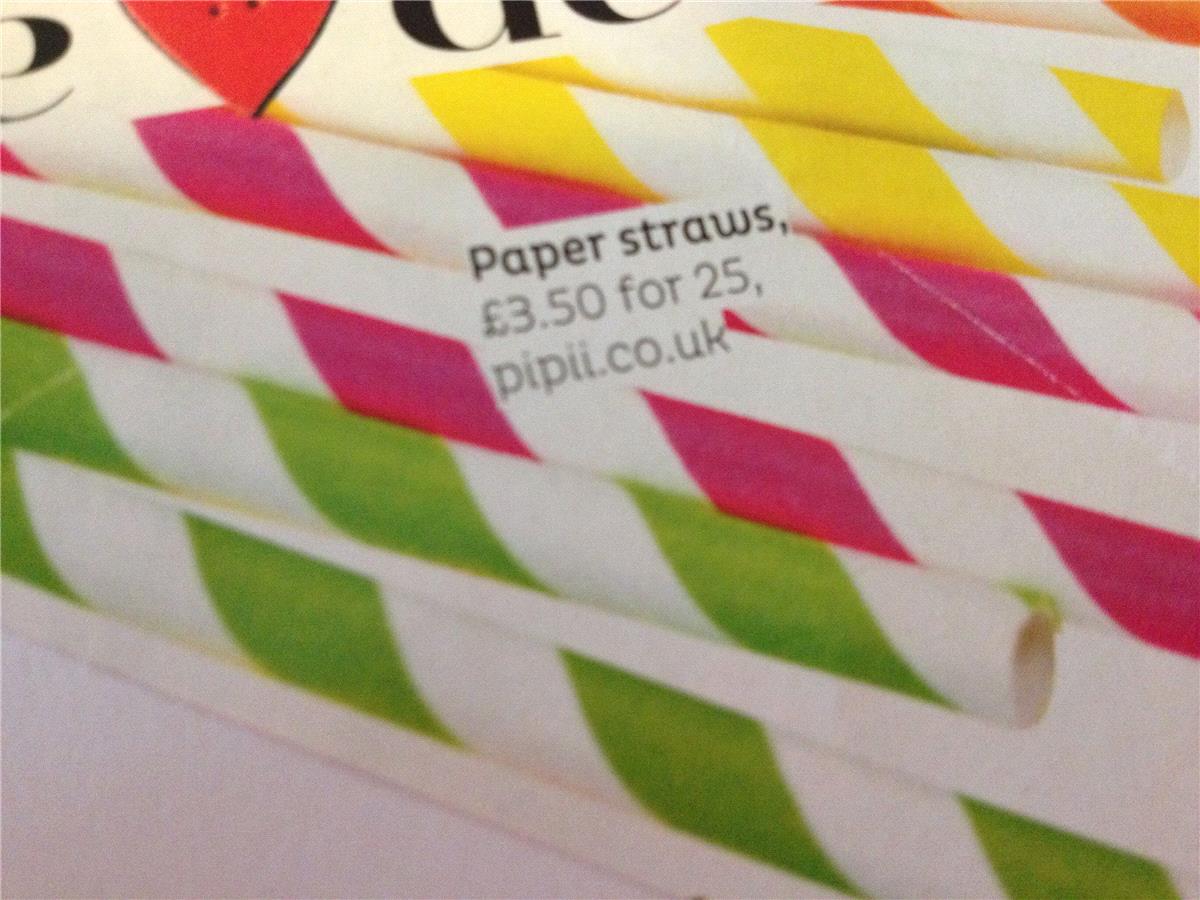 Paper straws,
£3.50 for 25,
pipii.co.uk